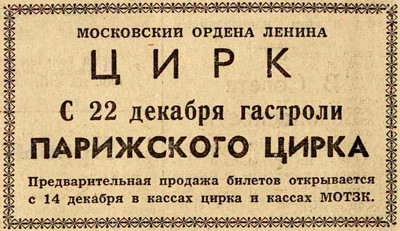 МОСКОВСКИЙ ОРДЕНА ЛЕНИНА
ЦИРК
С 22 декабря гастроли
ПАРИЖСКОГО ЦИРКА
Предварительная продажа билетов открывается
с 14 декабря в кассах цирка и кассах МОТЗК.